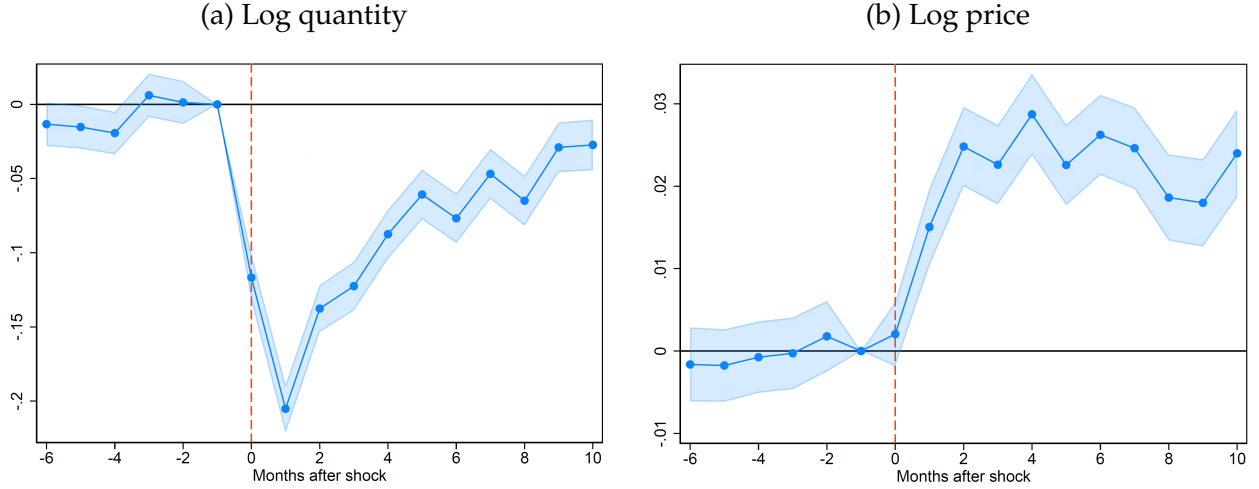 (a) Log quantity
0
-.05
-.1
-.15
-.2
-6 -4 -2 0 2 4 6 8 10
Months after shock
(b) Log price
.03
.02
.01
0
-.01
-6 -4 -2 0 2 4 6 8 10
Months after shock